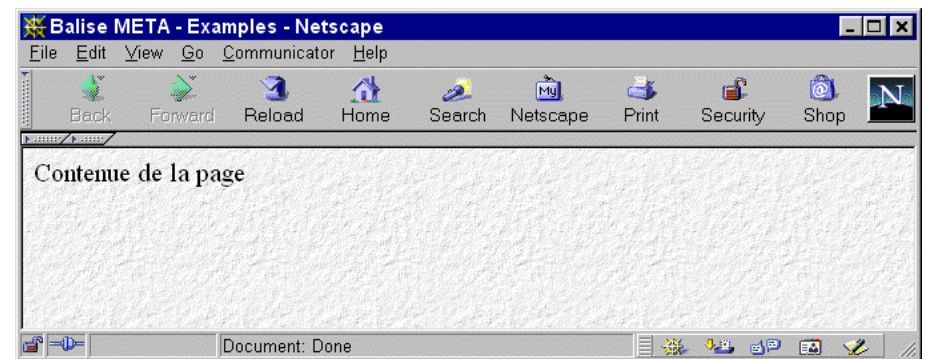 Balise META - Examples - Netscape
File Edit View Go Communicator Help
My N
Back Forward Reload Home Search Netscape Print Security Shop
Contenue de la page
Document: Done